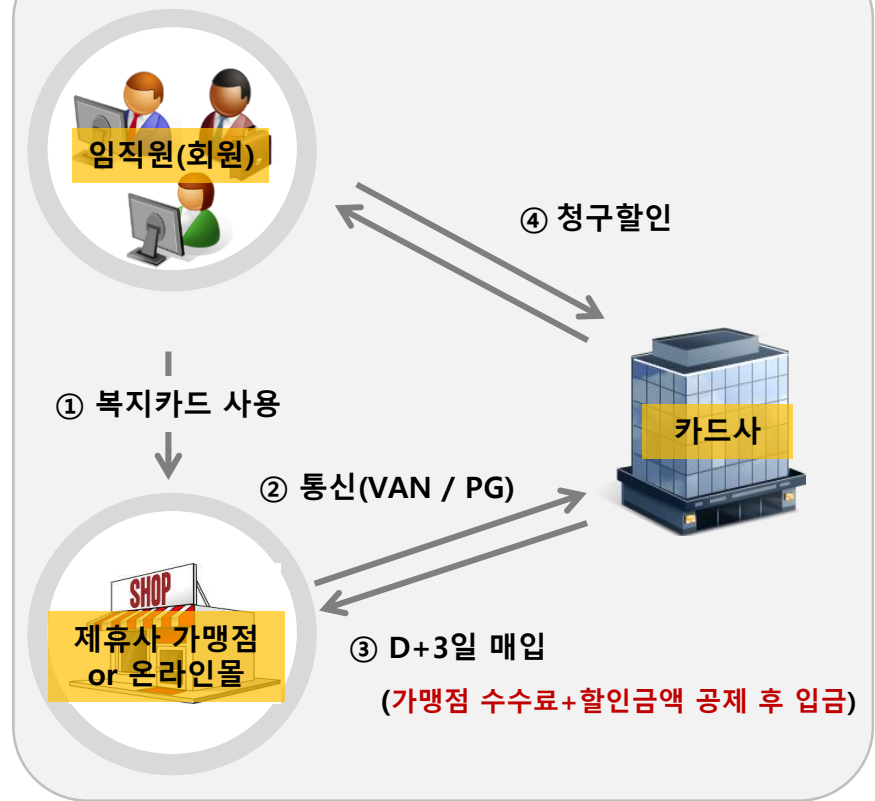 임직원(회원)
④ 청구할인
① 복지카드 사용
카드사
② 통신(VAN / PG)
SHOP
제휴사 가맹점
or 온라인몰
③ D+3일 매입
(가맹점 수수료+할인금액 공제 후 입금)